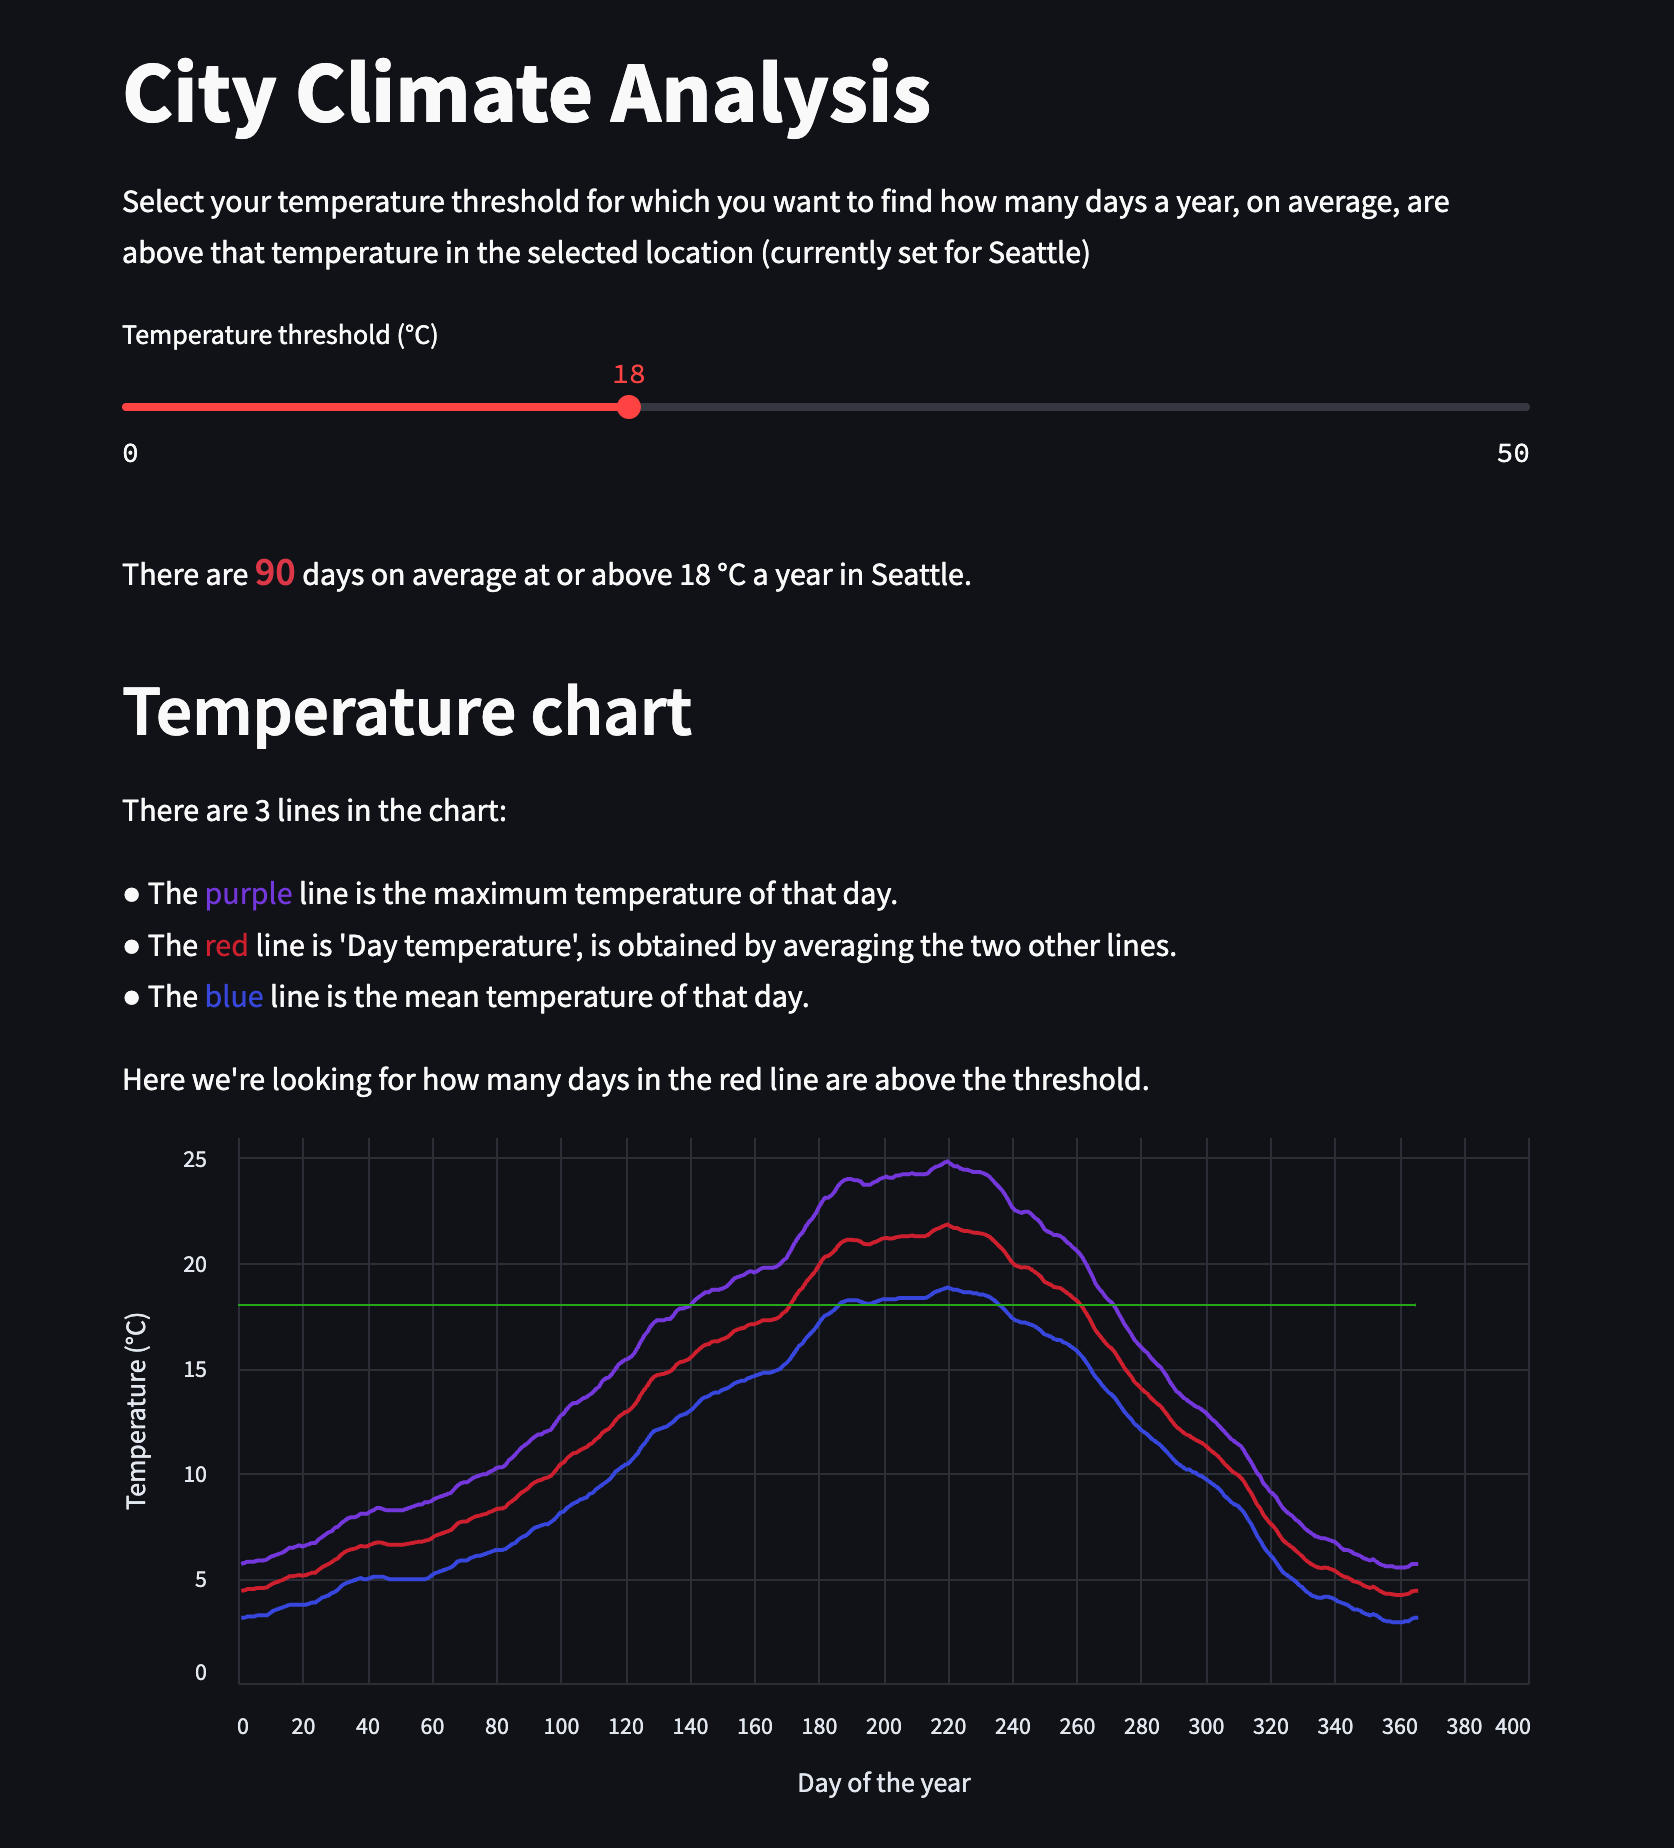 City Climate Analysis
Select your temperature threshold for which you want to find how many days a year, on average, are
above that temperature in the selected location (currently set for Seattle)
Temperature threshold (°C)
18
0
50
There are 90 days on average at or above 18 °C a year in Seattle.
Temperature chart
There are 3 lines in the chart:
● The purple line is the maximum temperature of that day.
● The red line is 'Day temperature', is obtained by averaging the two other lines.
● The blue line is the mean temperature of that day.
Here we're looking for how many days in the red line are above the threshold.
Temperature (°C)
25
20
15
10
5
0
0 20 40 60 80 100 120 140 160 180 200 220 240 260 280 300 320 340 360 380 400
Day of the year